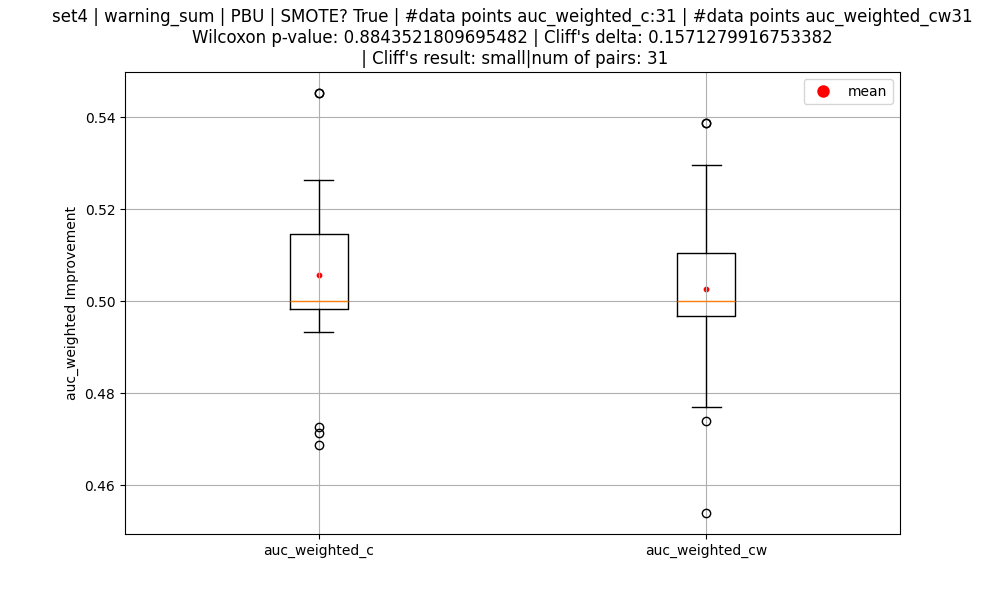 set4 | warning_sum | PBU | SMOTE? True | #data points auc_weighted_c:31 | #data points auc_weighted_cw31
Wilcoxon p-value: 0.8843521809695482 | Cliff's delta: 0.1571279916753382
| Cliff's result: small|num of pairs: 31
mean
0.54
0.52
0.50
0.48
0.46
auc_weighted Improvement
auc_weighted_c
auc_weighted_cw